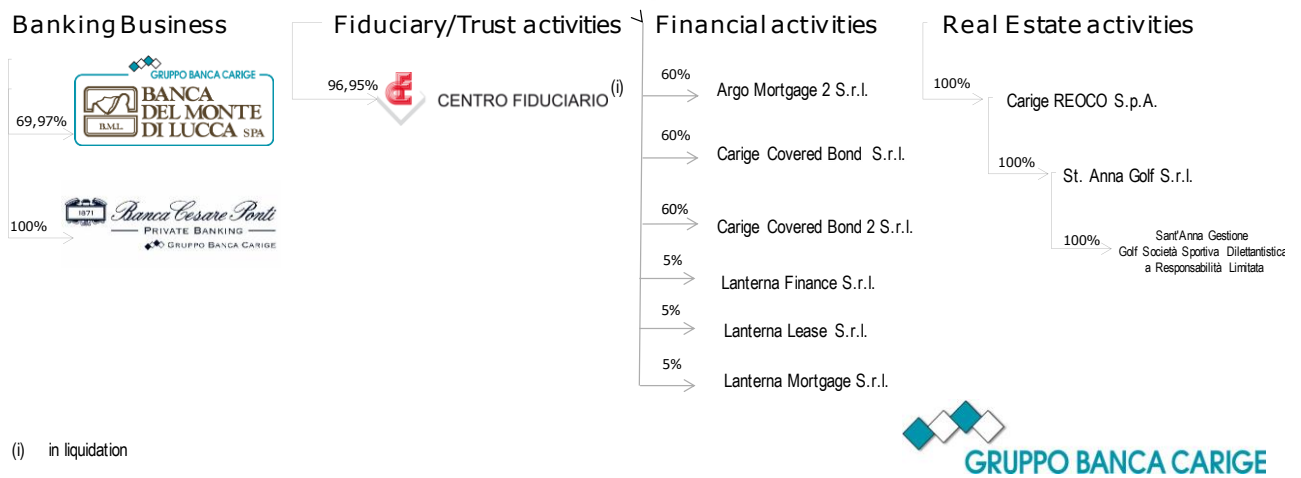 Banking Business
69,97%
GRUPPO BANCA CARIGE
BANCA
DEL MONTE
DI LUCCA SPA
B.M.L.
100%
1871
Banca Cesare Ponti
PRIVATE BANKING
GRUPPO BANCA CARIGE
Fiduciary/Trust activities
96,95%
CENTRO FIDUCIARIO (i)
Financial activities
60%
Argo Mortgage 2 S.r.l.
60%
Carige Covered Bond S.r.l.
60%
Carige Covered Bond 2 S.r.l.
5%
Lanterna Finance S.r.l.
5%
Lanterna Lease S.r.l.
5%
Lanterna Mortgage S.r.l.
Real Estate activities
100%
Carige REOCO S.p.A.
100%
St. Anna Golf S.r.l.
100%
Sant'Anna Gestione
Golf Società Sportiva Dilettantistica
a Responsabilità Limitata
(i) in liquidation
GRUPPO BANCA CARIGE